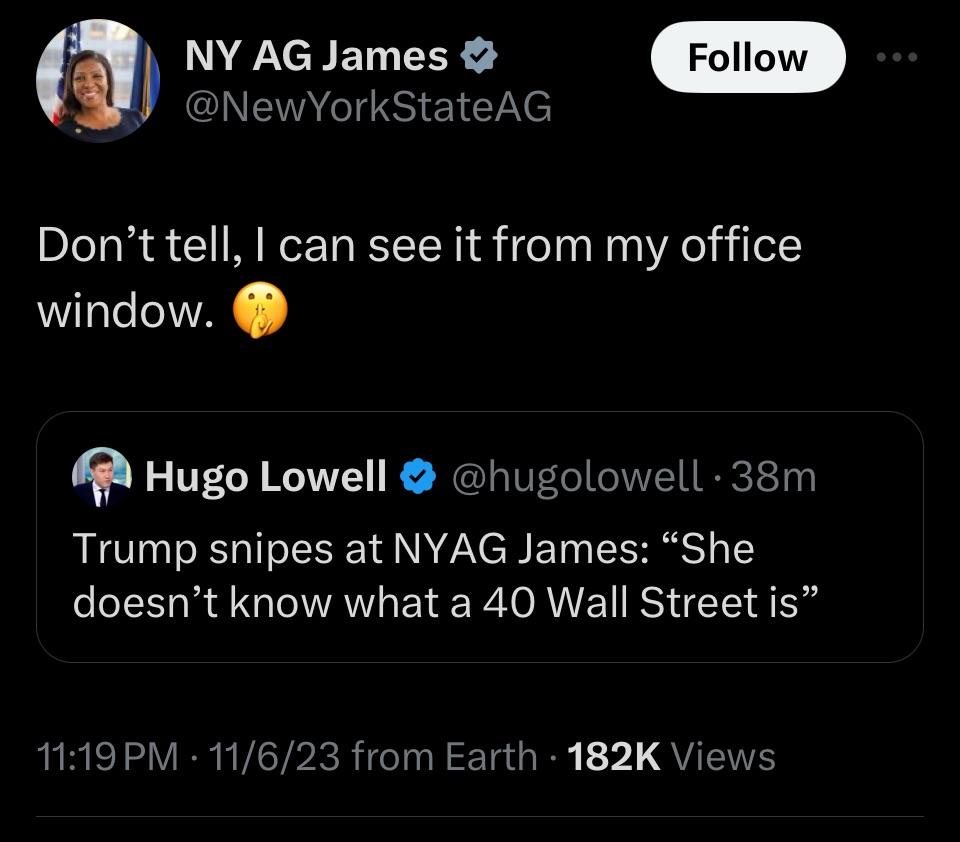 NY AG James
Follow
@NewYorkStateAG
Don’t tell, I can see it from my office
window. 🤫
Hugo Lowell @hugolowell · 38m
Trump snipes at NYAG James: “She
doesn’t know what a 40 Wall Street is”
11:19 PM · 11/6/23 from Earth · 182K Views